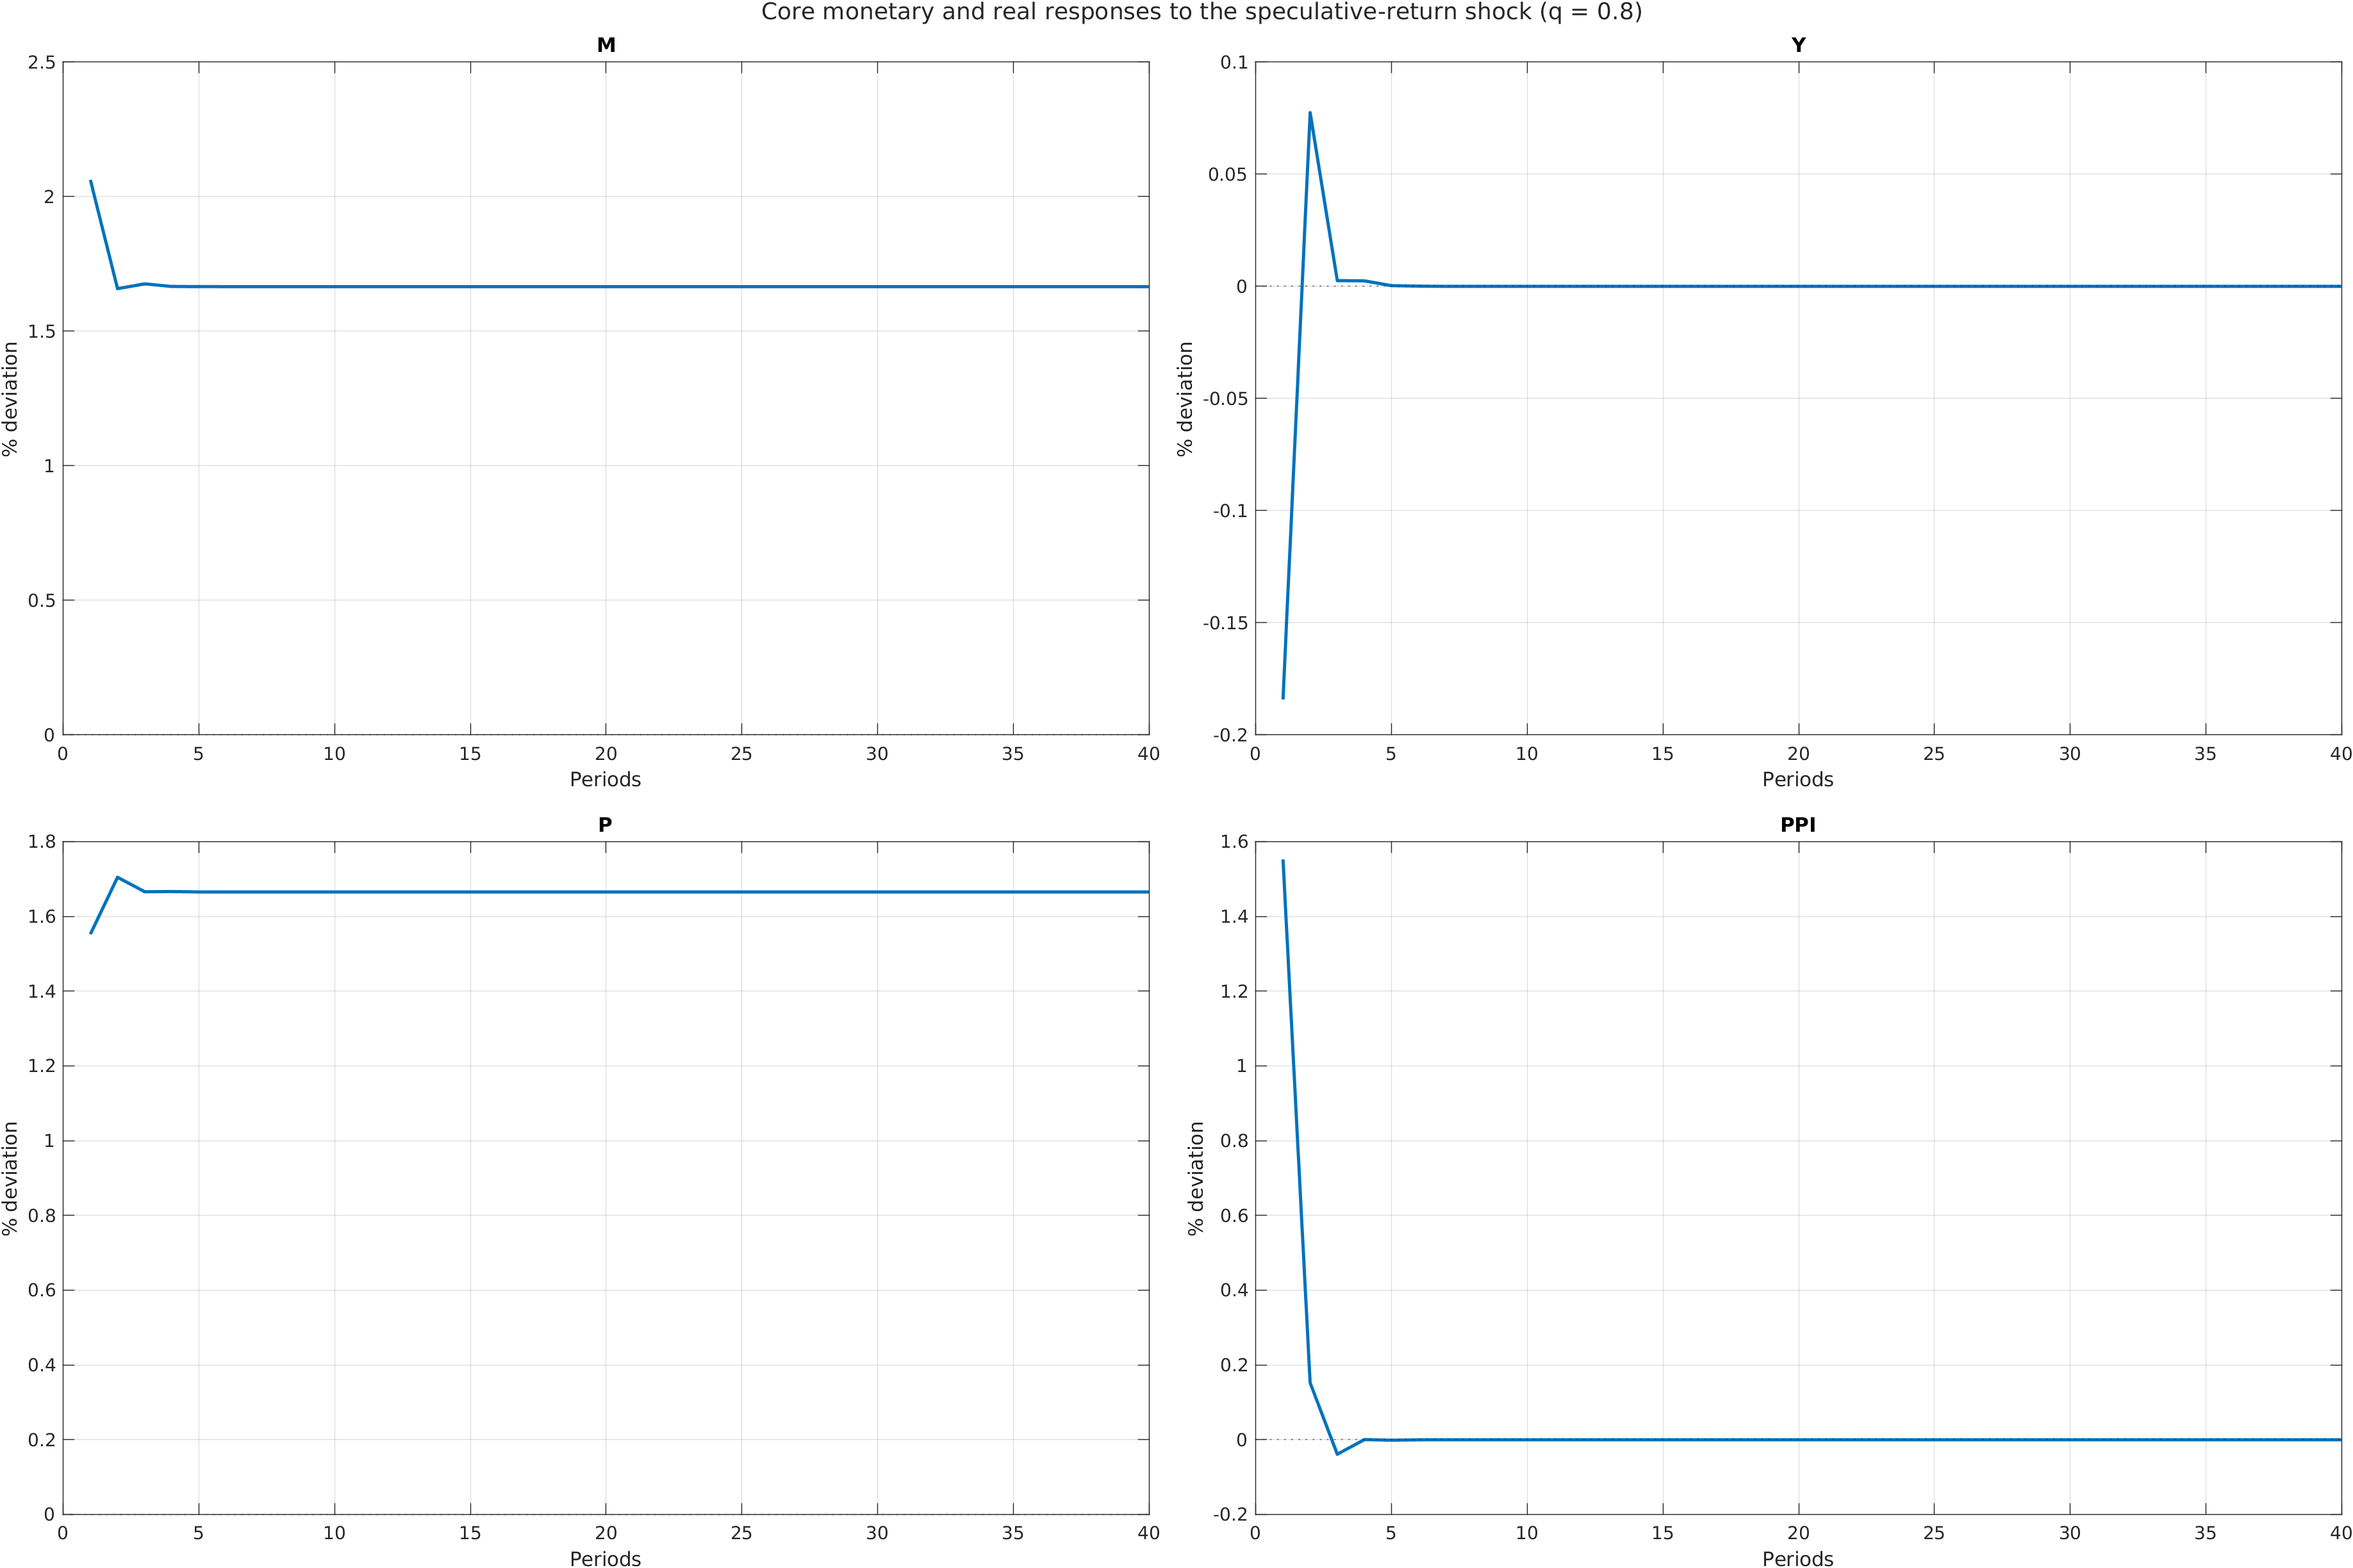 Core monetary and real responses to the speculative-return shock (q = 0.8)
M
2.5
2
1.5
1
0.5
0
% deviation
0 5 10 15 20 25 30 35 40
Periods
Y
0.1
0.05
0
-0.05
-0.1
-0.15
-0.2
% deviation
0 5 10 15 20 25 30 35 40
Periods
P
1.8
1.6
1.4
1.2
1
0.8
0.6
0.4
0.2
0
% deviation
0 5 10 15 20 25 30 35 40
Periods
PPI
1.6
1.4
1.2
1
0.8
0.6
0.4
0.2
0
-0.2
% deviation
0 5 10 15 20 25 30 35 40
Periods